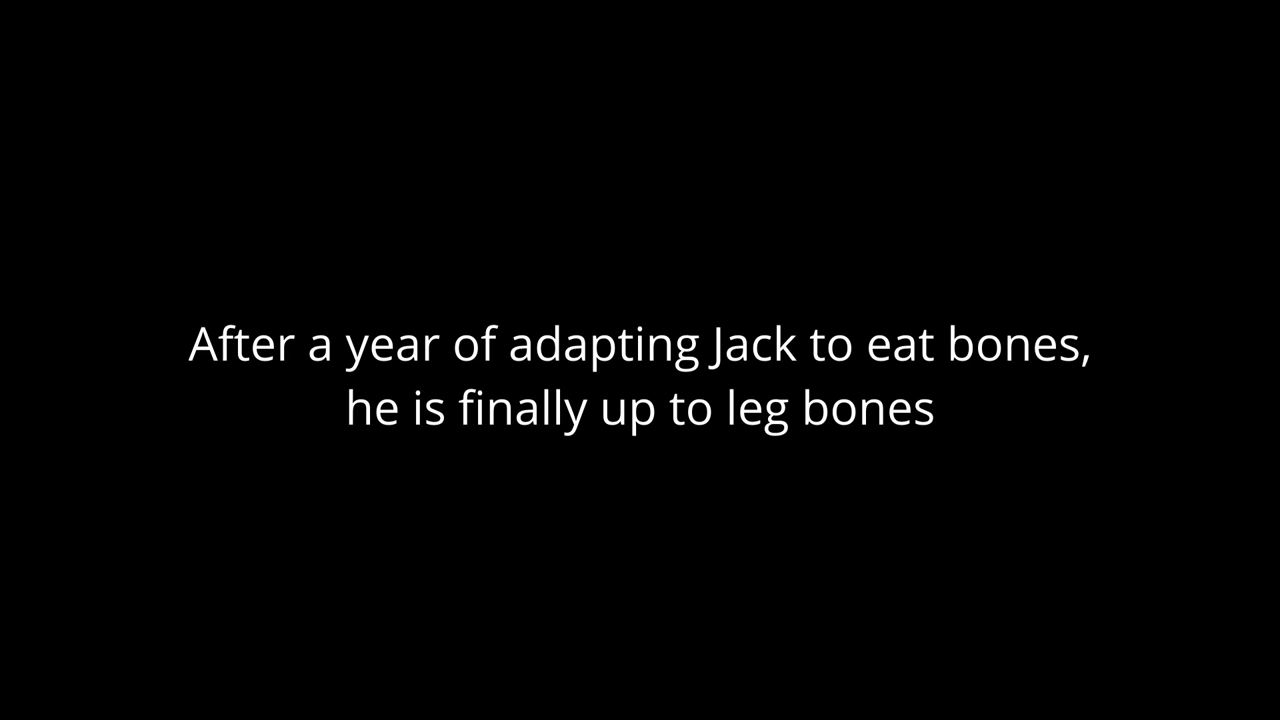 After a year of adapting Jack to eat bones,
he is finally up to leg bones